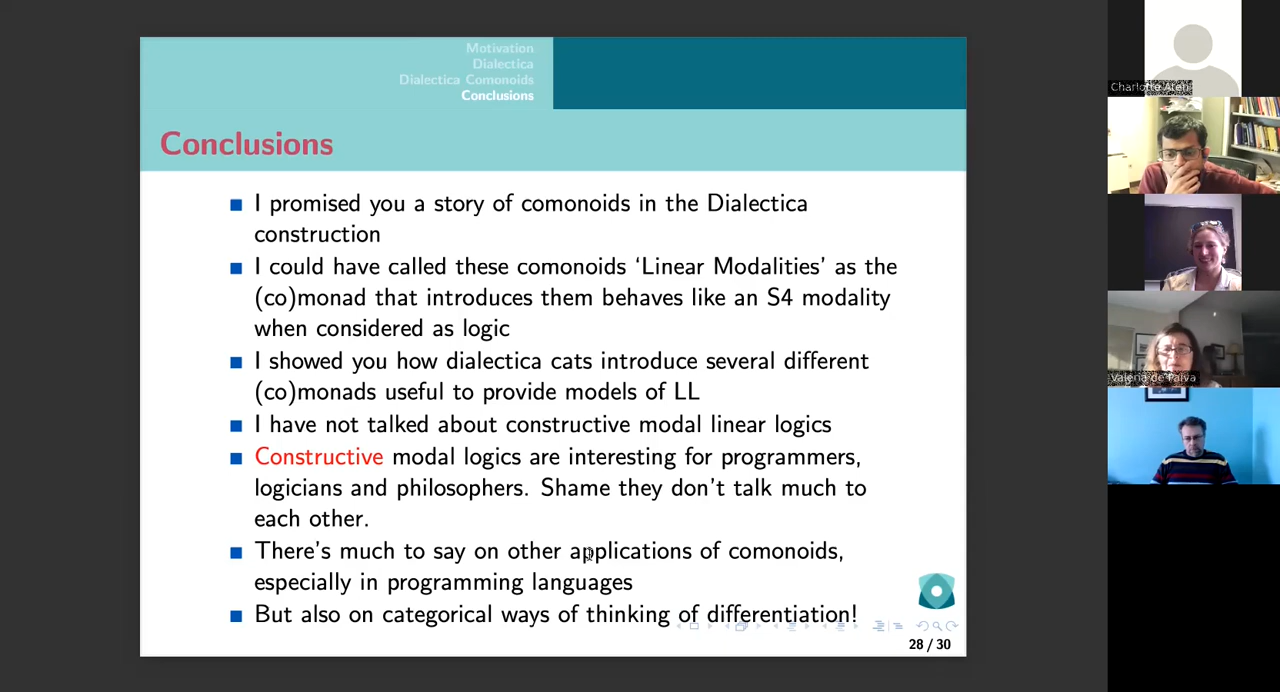 Motivation
Dialectica
Dialectica Comonoids
Conclusions
Conclusions
I promised you a story of comonoids in the Dialectica
construction
I could have called these comonoids ‘Linear Modalities’ as the
(co)monad that introduces them behaves like an S4 modality
when considered as logic
I showed you how dialectica cats introduce several different
(co)monads useful to provide models of LL
I have not talked about constructive modal linear logics
Constructive modal logics are interesting for programmers,
logicians and philosophers. Shame they don’t talk much to
each other.
There’s much to say on other applications of comonoids,
especially in programming languages
But also on categorical ways of thinking of differentiation!
28 / 30
Charlotte Aten
Valeria de Paiva